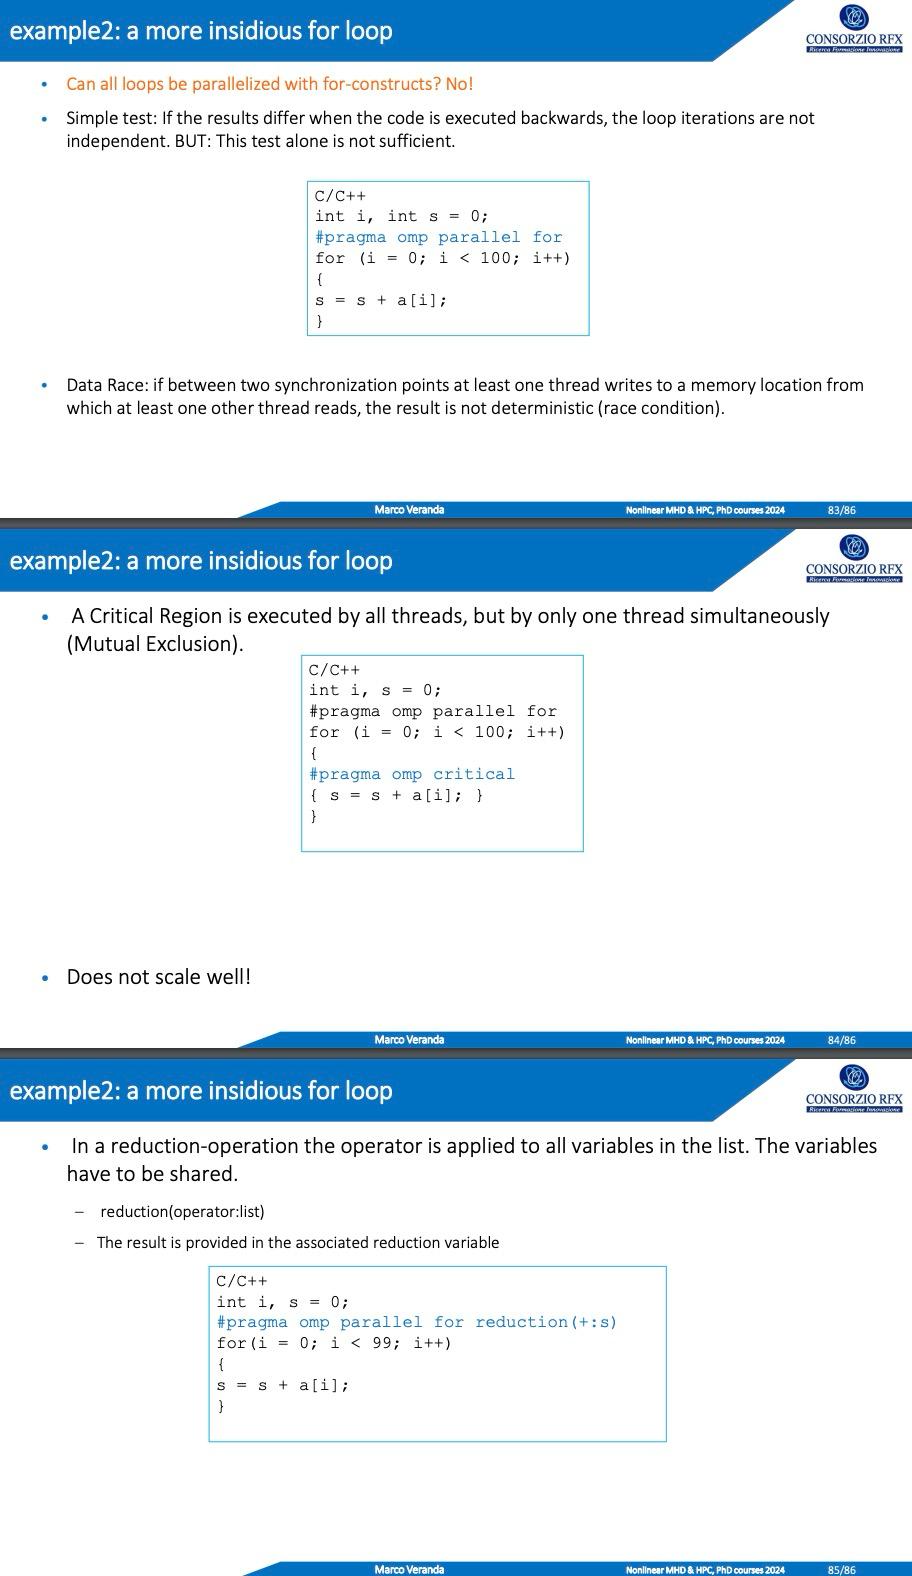 example2: a more insidious for loop
CONSORZIO RFX
Ricerca Formazione Innovazione
• Can all loops be parallelized with for-constructs? No!
• Simple test: If the results differ when the code is executed backwards, the loop iterations are not
independent. BUT: This test alone is not sufficient.
C/C++
int i, int s = 0;
#pragma omp parallel for
for (i = 0; i < 100; i++)
{
s = s + a[i];
}
• Data Race: if between two synchronization points at least one thread writes to a memory location from
which at least one other thread reads, the result is not deterministic (race condition).
Marco Veranda Nonlinear MHD & HPC, PhD courses 2024 83/86
example2: a more insidious for loop
CONSORZIO RFX
Ricerca Formazione Innovazione
• A Critical Region is executed by all threads, but by only one thread simultaneously
(Mutual Exclusion).
C/C++
int i, s = 0;
#pragma omp parallel for
for (i = 0; i < 100; i++)
{
#pragma omp critical
{ s = s + a[i]; }
}
• Does not scale well!
Marco Veranda Nonlinear MHD & HPC, PhD courses 2024 84/86
example2: a more insidious for loop
CONSORZIO RFX
Ricerca Formazione Innovazione
• In a reduction-operation the operator is applied to all variables in the list. The variables
have to be shared.
– reduction(operator:list)
– The result is provided in the associated reduction variable
C/C++
int i, s = 0;
#pragma omp parallel for reduction(+:s)
for(i = 0; i < 99; i++)
{
s = s + a[i];
}
Marco Veranda Nonlinear MHD & HPC, PhD courses 2024 85/86